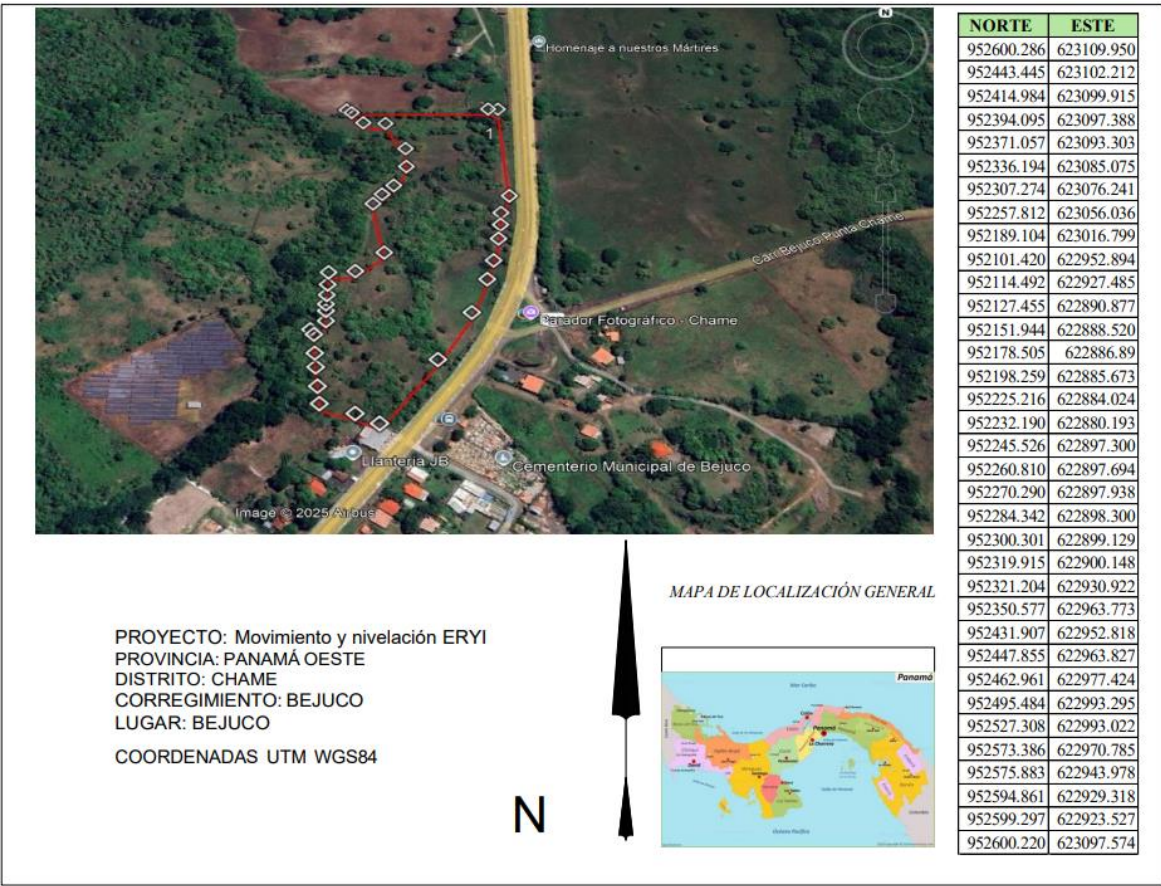 N
Homenaje a nuestros Mártires
1
Carr Bejuco Punta Chame
Parador Fotográfico - Chame
Llantería JB
Cementerio Municipal de Bejuco
Image © 2025 Airbus
NORTE ESTE
952600.286 623109.950
952443.445 623102.212
952414.984 623099.915
952394.095 623097.388
952371.057 623093.303
952336.194 623085.075
952307.274 623076.241
952257.812 623056.036
952189.104 623016.799
952101.420 622952.894
952114.492 622927.485
952127.455 622890.877
952151.944 622888.520
952178.505 622886.89
952198.259 622885.673
952225.216 622884.024
952232.190 622880.193
952245.526 622897.300
952260.810 622897.694
952270.290 622897.938
952284.342 622898.300
952300.301 622899.129
952319.915 622900.148
952321.204 622930.922
952350.577 622963.773
952431.907 622952.818
952447.855 622963.827
952462.961 622977.424
952495.484 622993.295
952527.308 622993.022
952573.386 622970.785
952575.883 622943.978
952594.861 622929.318
952599.297 622923.527
952600.220 623097.574
PROYECTO: Movimiento y nivelación ERYI
PROVINCIA: PANAMÁ OESTE
DISTRITO: CHAME
CORREGIMIENTO: BEJUCO
LUGAR: BEJUCO
COORDENADAS UTM WGS84
N
MAPA DE LOCALIZACIÓN GENERAL
Panamá
Mar Caribe
Panamá
Océano Pacífico